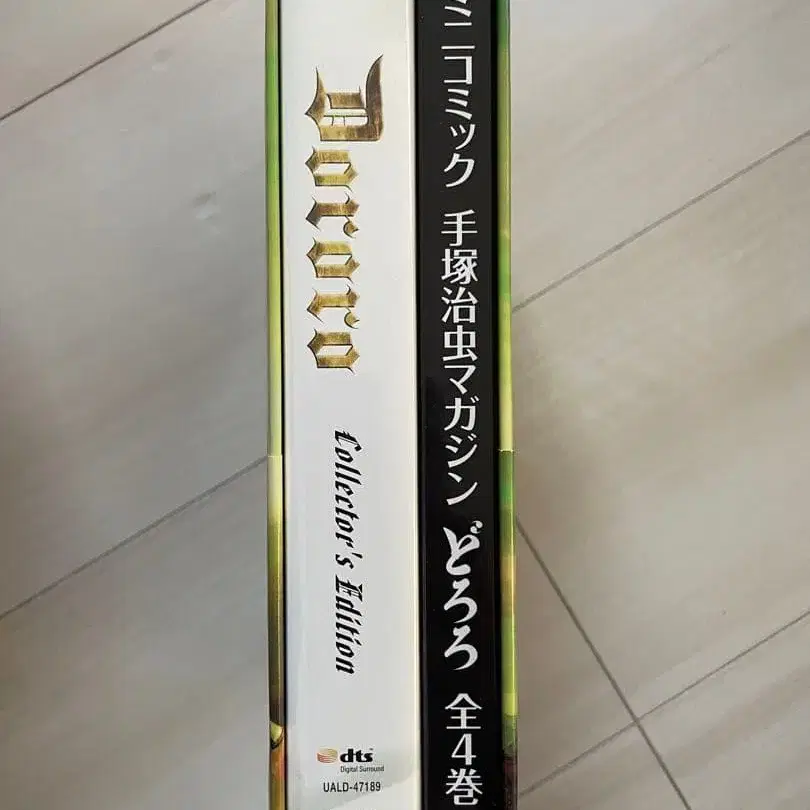 Dororo
Collector's Edition
dts
Digital Surround
UALD-47189
ミニコミック 手塚治虫マガジン どろろ 全4巻